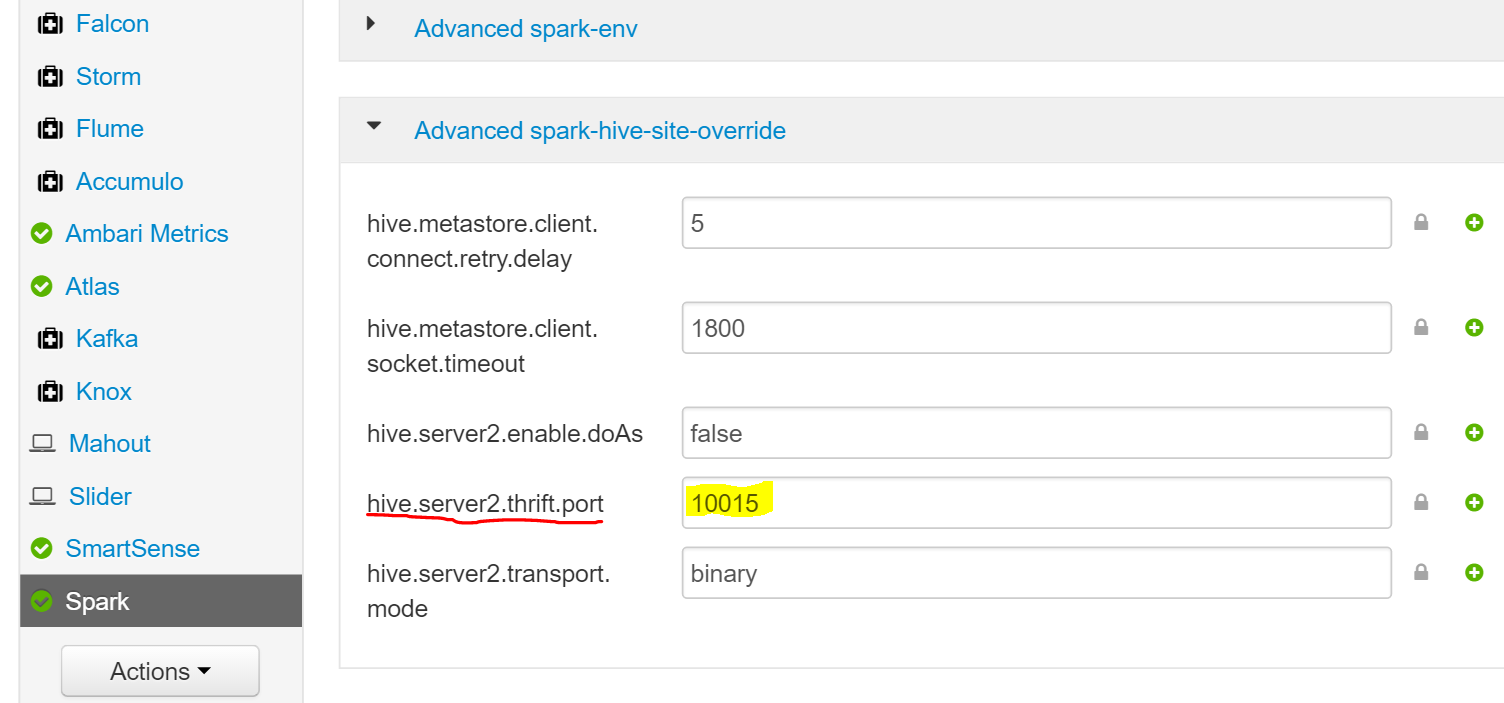 Falcon
Storm
Flume
Accumulo
Ambari Metrics
Atlas
Kafka
Knox
Mahout
Slider
SmartSense
Spark
Actions
Advanced spark-env
Advanced spark-hive-site-override
hive.metastore.client.
connect.retry.delay
5
hive.metastore.client.
socket.timeout
1800
hive.server2.enable.doAs
false
hive.server2.thrift.port
10015
hive.server2.transport.
mode
binary